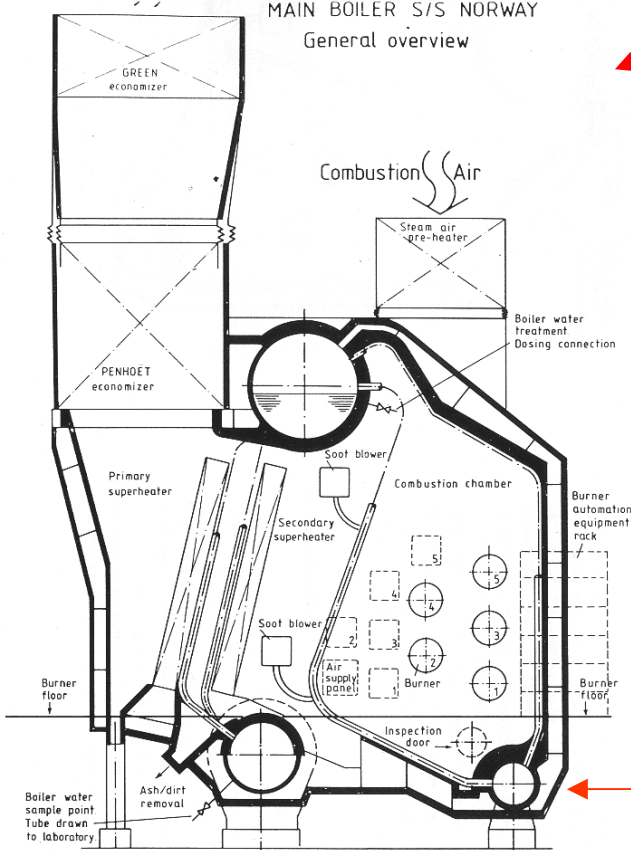 MAIN BOILER S/S NORWAY
General overview
GREEN
economizer
Combustion Air
Steam air
pre-heater
Boiler water
treatment.
Dosing connection
PENHOËT
economizer
Soot blower
Primary
superheater
Combustion chamber
Secondary
superheater
Burner
automation
equipment
rack
5
5
4
4
Soot blower
2
3
3
Air
supply
panel
2
Burner
1
1
Burner
floor
Burner
floor
Inspection
door
Ash/dirt
removal
Boiler water
sample point.
Tube drawn
to laboratory.